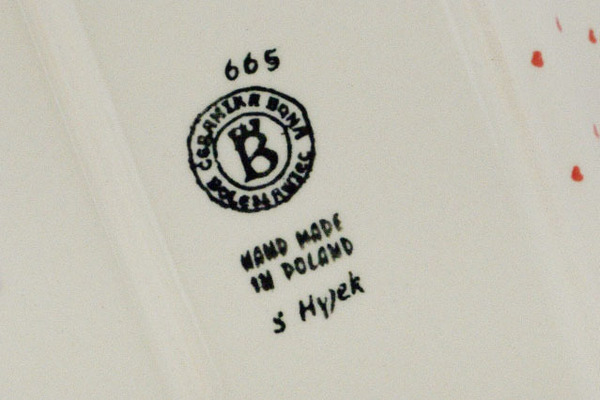 665
CERAMIKA BONA
B
BOLESŁAWIEC
HAND MADE
IN POLAND
S Hyjek